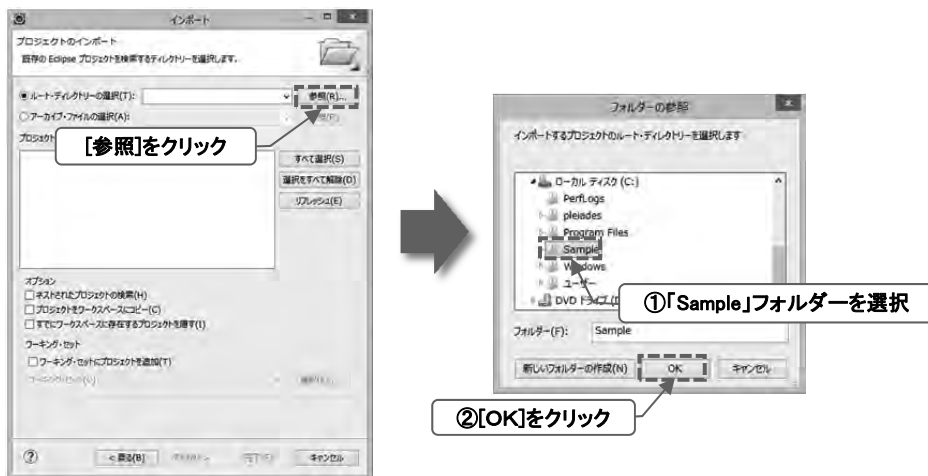 インポート
プロジェクトのインポート
既存の Eclipse プロジェクトを検索するディレクトリーを選択します。
ルート・ディレクトリーの選択(T):
参照(R)...
アーカイブ・ファイルの選択(A):
プロジェクト
[参照]をクリック
すべて選択(S)
選択をすべて解除(D)
リフレッシュ(E)
オプション
ネストされたプロジェクトの検索(H)
プロジェクトをワークスペースにコピー(C)
すでにワークスペースに存在するプロジェクトを隠す(I)
ワーキング・セット
ワーキング・セットにプロジェクトを追加(T)
< 戻る(B)
キャンセル
フォルダーの参照
インポートするプロジェクトのルート・ディレクトリーを選択します
ローカル ディスク (C:)
PerfLogs
pleiades
Program Files
Sample
Windows
ユーザー
DVD ドライブ (D
①「Sample」フォルダーを選択
フォルダー(F): Sample
新しいフォルダーの作成(N)
OK
キャンセル
②[OK]をクリック